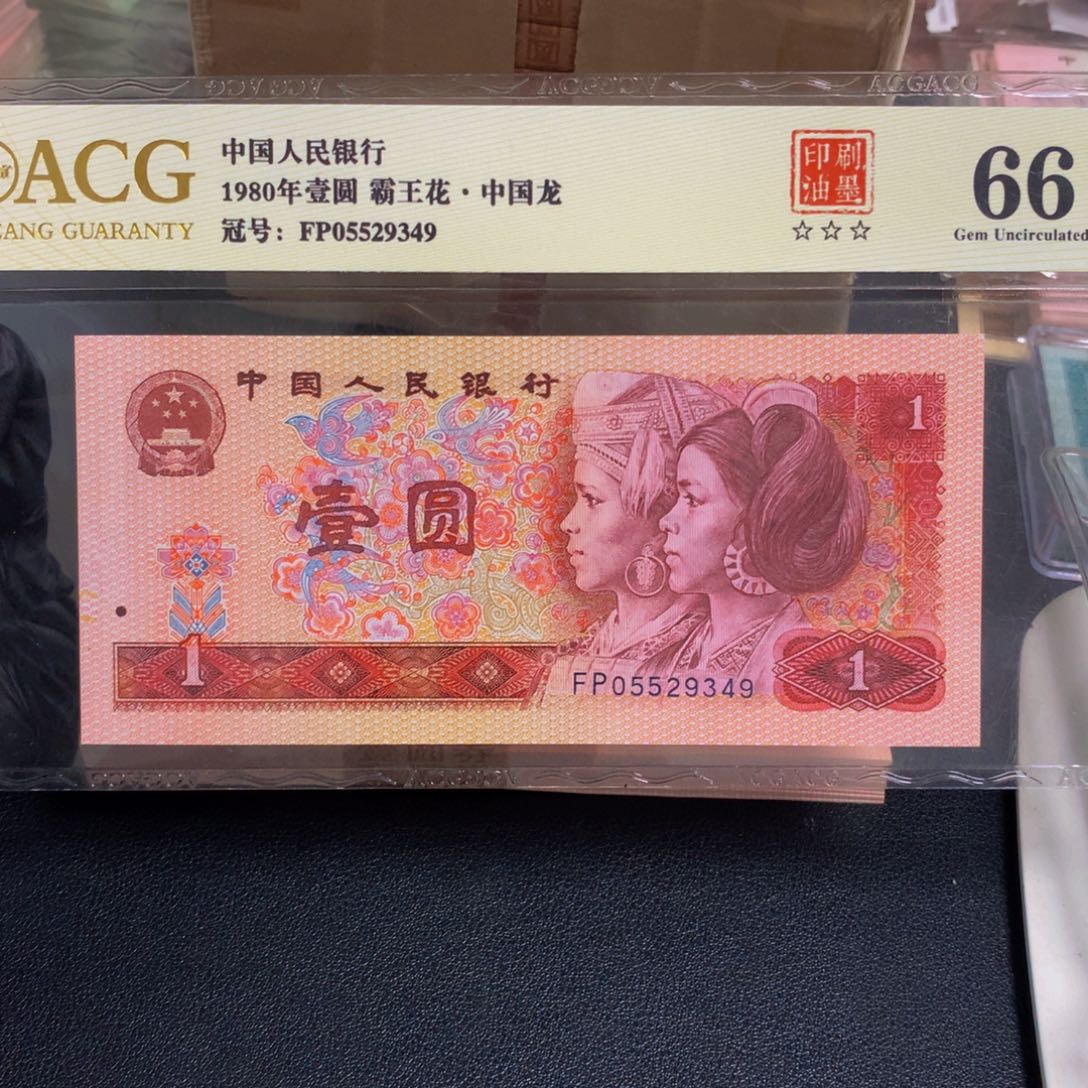 ACG
CANG GUARANTY
中国人民银行
1980年壹圆 霸王花·中国龙
冠号：FP05529349
印刷
油墨
☆☆☆
66
Gem Uncirculated
中国人民银行
1
壹圆
1
FP05529349
1